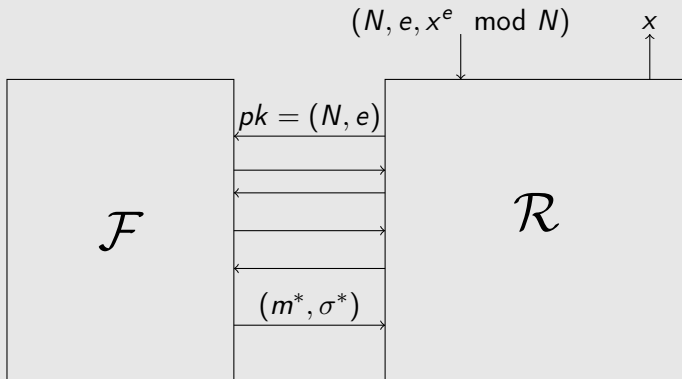 (N, e, x^e mod N) x
pk = (N, e)
𝓕 𝓡
(m*, σ*)